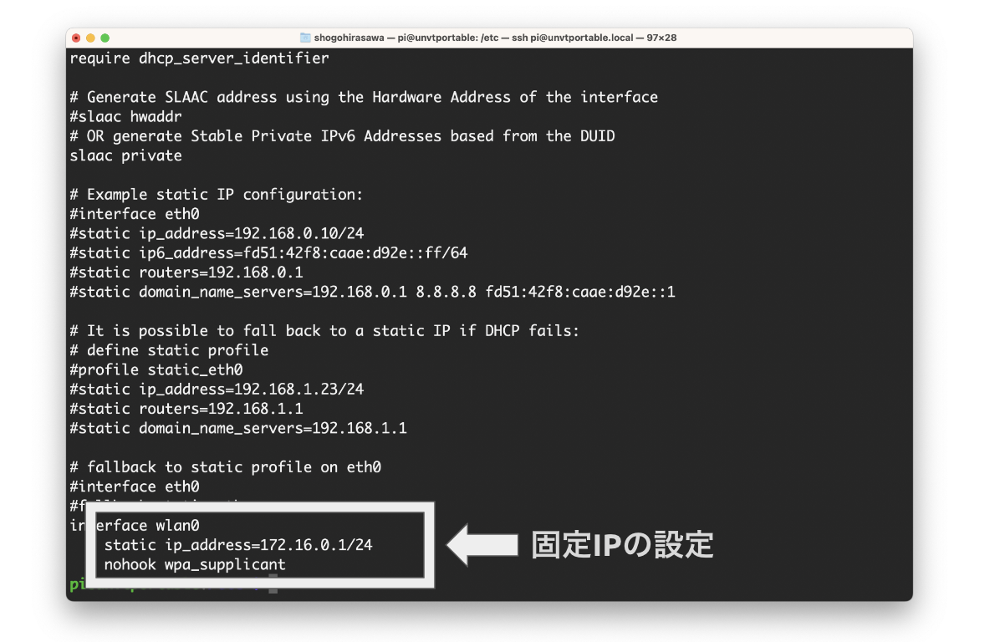 shogohirasawa — pi@unvtportable: /etc — ssh pi@unvtportable.local — 97×28
require dhcp_server_identifier
# Generate SLAAC address using the Hardware Address of the interface
#slaac hwaddr
# OR generate Stable Private IPv6 Addresses based from the DUID
slaac private
# Example static IP configuration:
#interface eth0
#static ip_address=192.168.0.10/24
#static ip6_address=fd51:42f8:caae:d92e::ff/64
#static routers=192.168.0.1
#static domain_name_servers=192.168.0.1 8.8.8.8 fd51:42f8:caae:d92e::1
# It is possible to fall back to a static IP if DHCP fails:
# define static profile
#profile static_eth0
#static ip_address=192.168.1.23/24
#static routers=192.168.1.1
#static domain_name_servers=192.168.1.1
# fallback to static profile on eth0
#interface eth0
interface wlan0
static ip_address=172.16.0.1/24
nohook wpa_supplicant
固定IPの設定